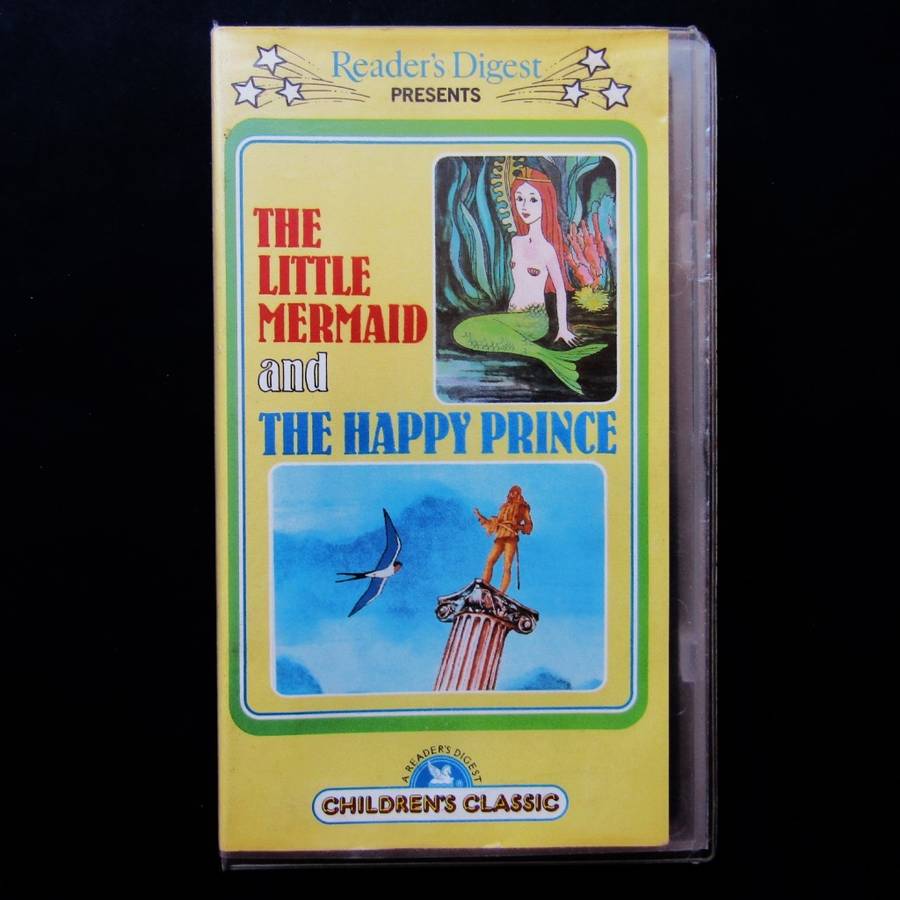 Reader's Digest
PRESENTS
THE
LITTLE
MERMAID
and
THE HAPPY PRINCE
A READER'S DIGEST
CHILDREN'S CLASSIC